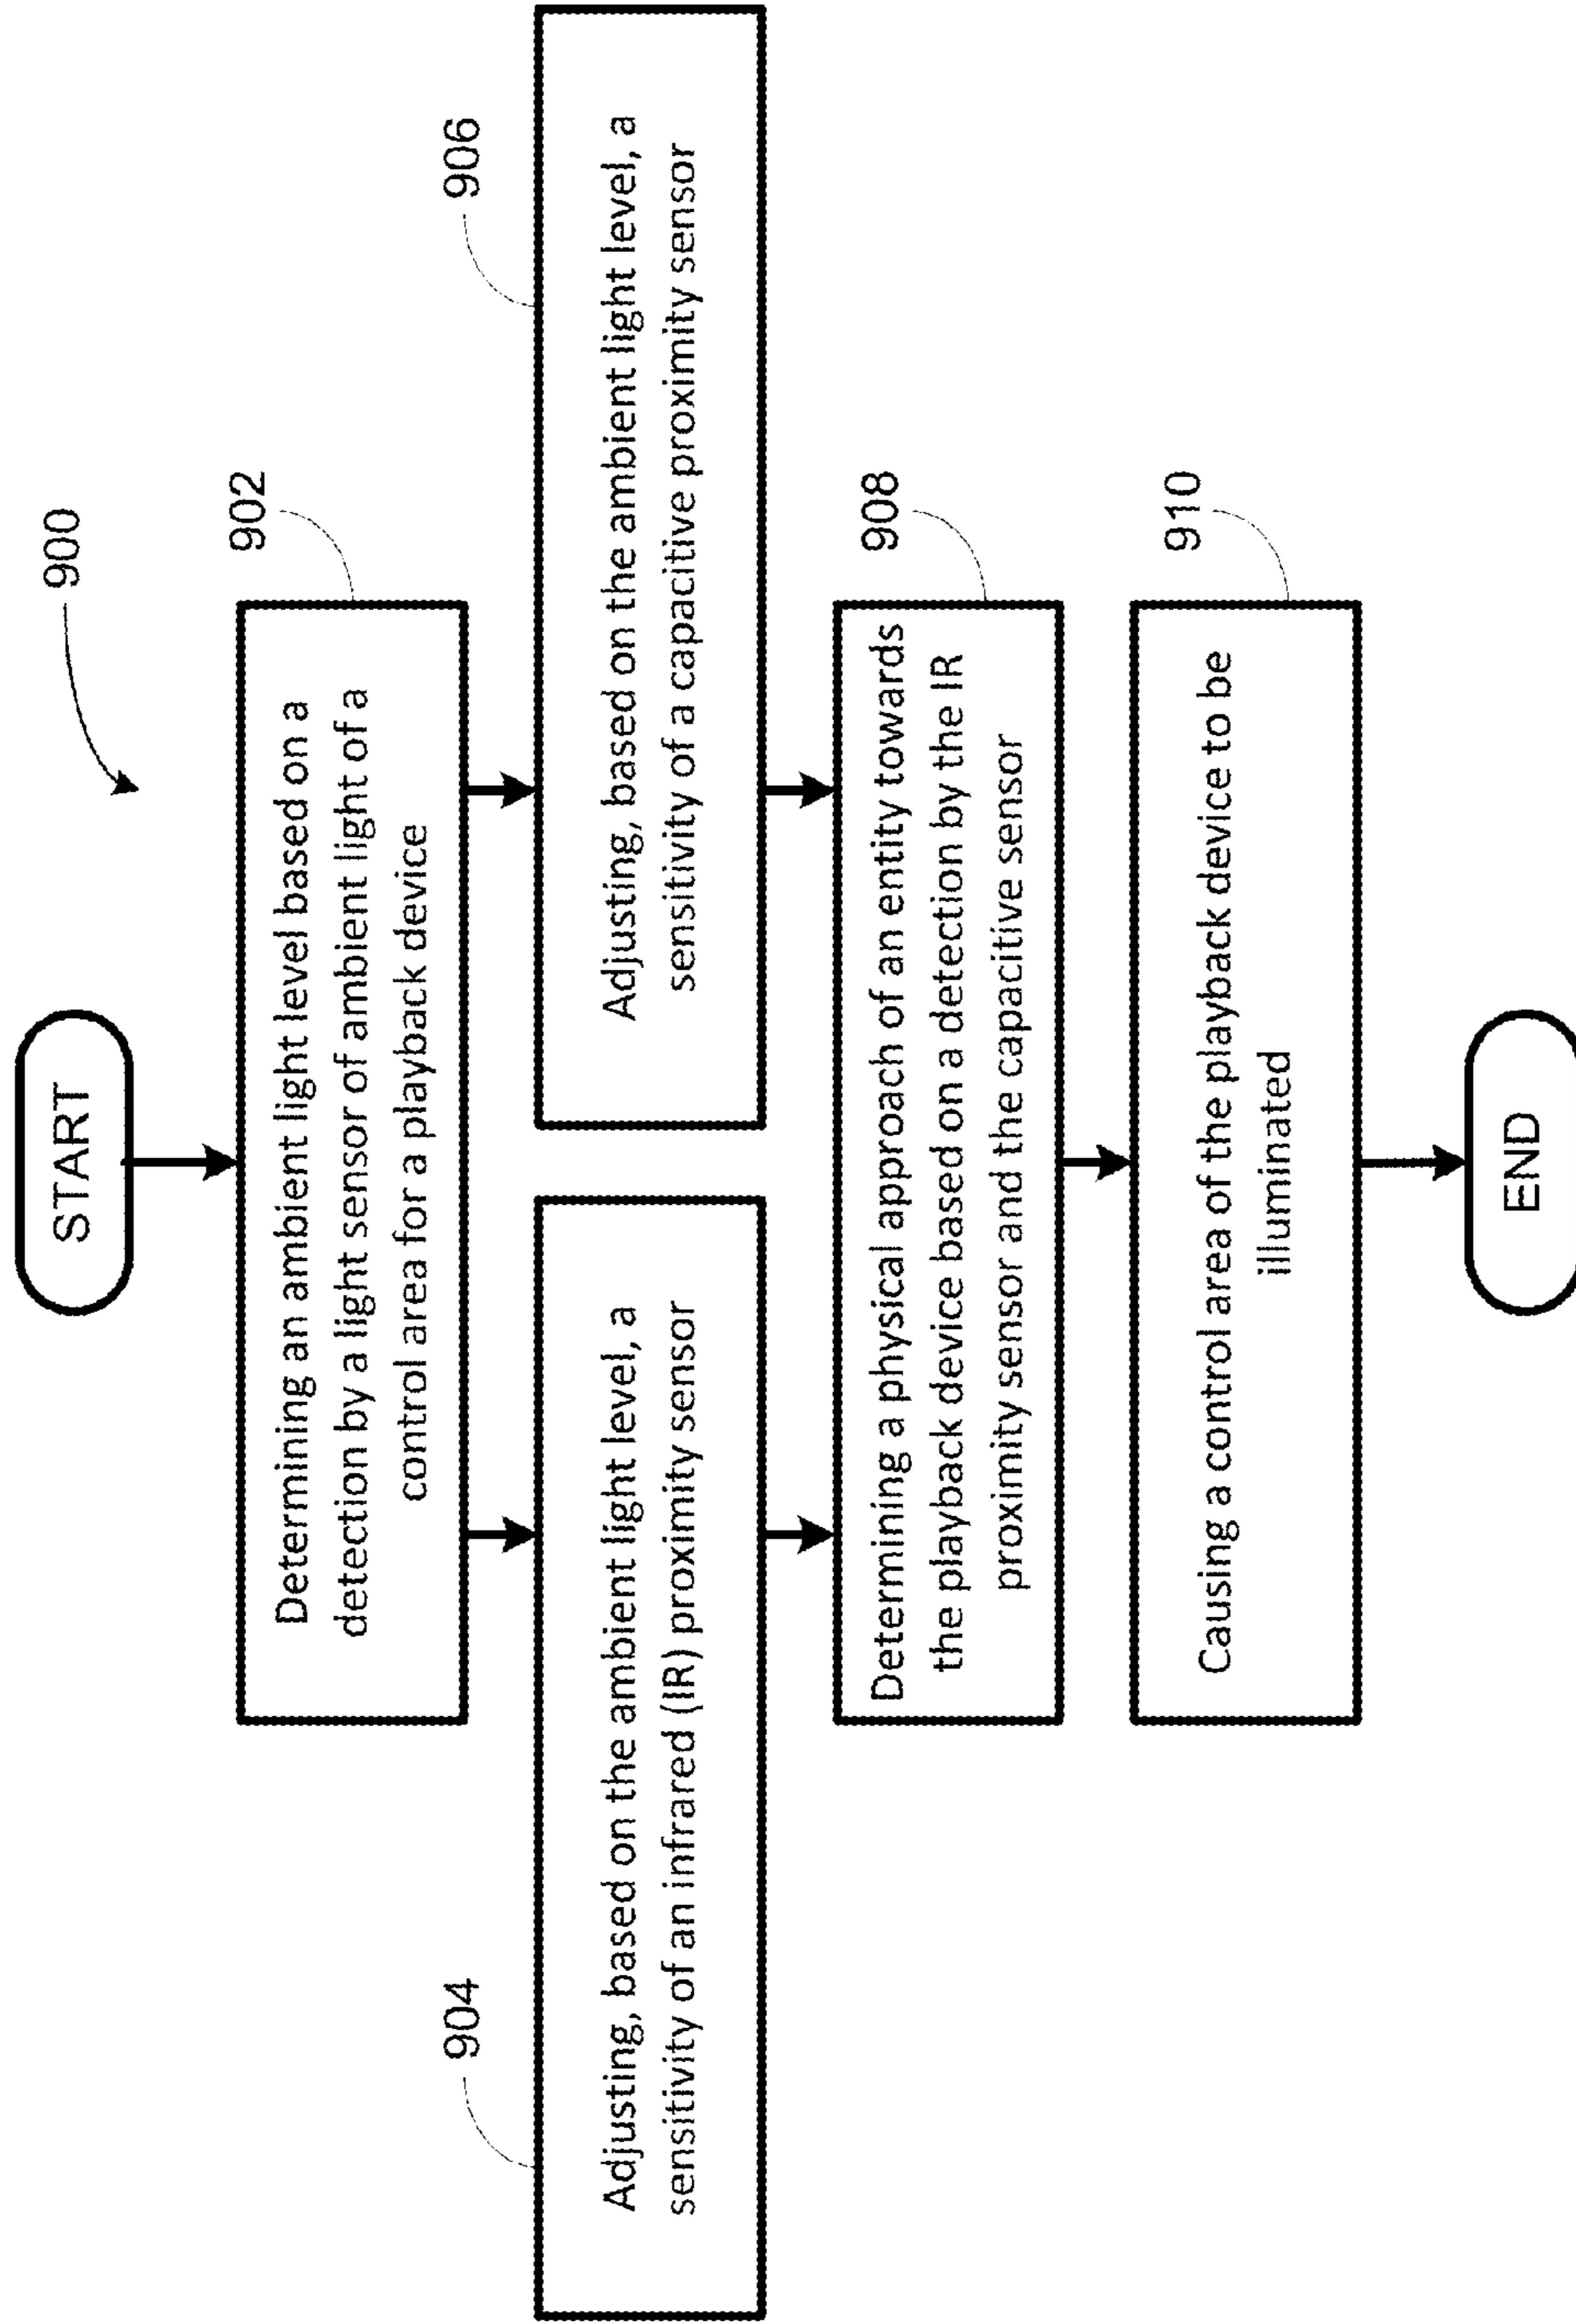 900
START
902
Determining an ambient light level based on a
detection by a light sensor of ambient light of a
control area for a playback device
904
Adjusting, based on the ambient light level, a
sensitivity of an infrared (IR) proximity sensor
906
Adjusting, based on the ambient light level, a
sensitivity of a capacitive proximity sensor
908
Determining a physical approach of an entity towards
the playback device based on a detection by the IR
proximity sensor and the capacitive sensor
910
Causing a control area of the playback device to be
illuminated
END